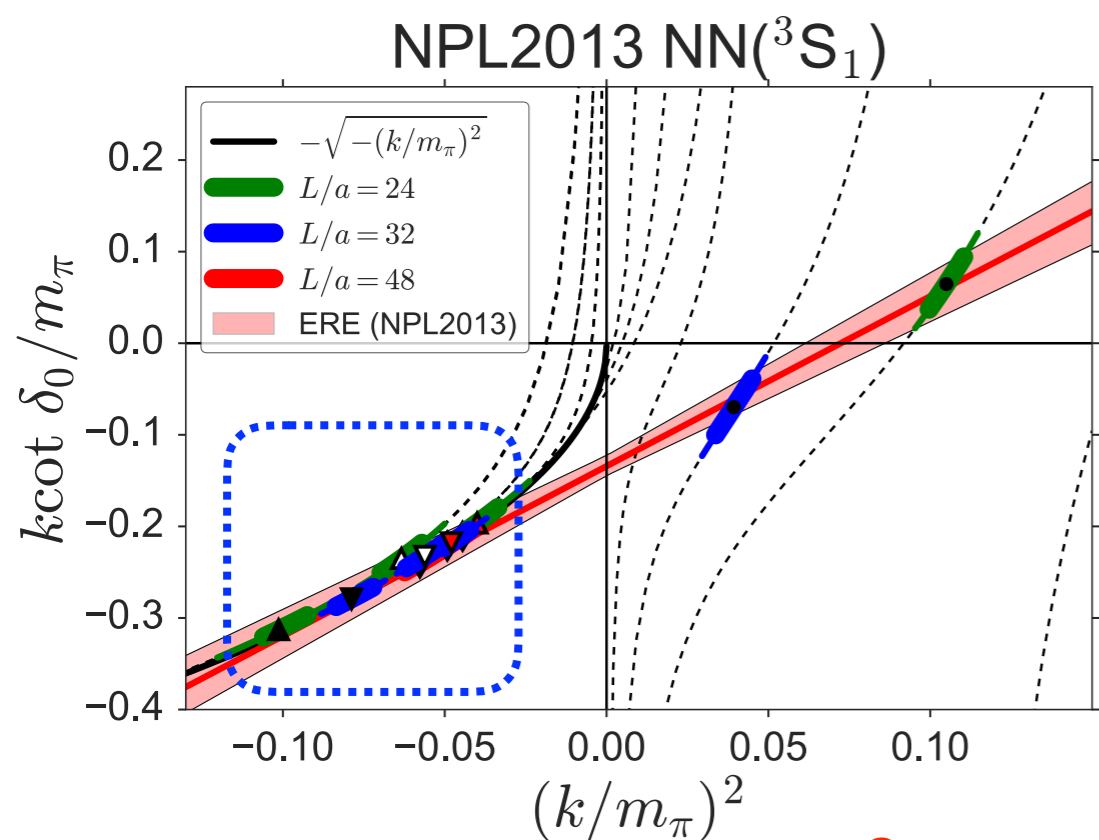 NPL2013 NN(³S₁)
−√−(k/mπ)²
L/a = 24
L/a = 32
L/a = 48
ERE (NPL2013)
kcot δ₀/mπ
0.2
0.1
0.0
−0.1
−0.2
−0.3
−0.4
−0.10
−0.05
0.00
0.05
0.10
(k/mπ)²